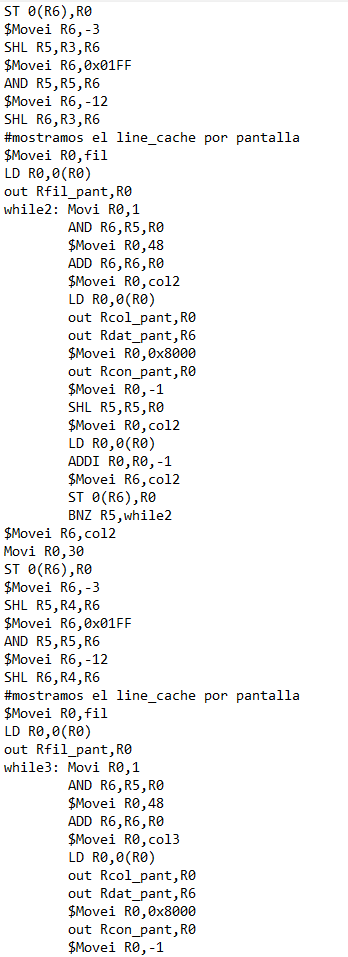 ST 0(R6),R0
$Movei R6,-3
SHL R5,R3,R6
$Movei R6,0x01FF
AND R5,R5,R6
$Movei R6,-12
SHL R6,R3,R6
#mostramos el line_cache por pantalla
$Movei R0,fil
LD R0,0(R0)
out Rfil_pant,R0
while2: Movi R0,1
        AND R6,R5,R0
        $Movei R0,48
        ADD R6,R6,R0
        $Movei R0,col2
        LD R0,0(R0)
        out Rcol_pant,R0
        out Rdat_pant,R6
        $Movei R0,0x8000
        out Rcon_pant,R0
        $Movei R0,-1
        SHL R5,R5,R0
        $Movei R0,col2
        LD R0,0(R0)
        ADDI R0,R0,-1
        $Movei R6,col2
        ST 0(R6),R0
        BNZ R5,while2
$Movei R6,col2
Movi R0,30
ST 0(R6),R0
$Movei R6,-3
SHL R5,R4,R6
$Movei R6,0x01FF
AND R5,R5,R6
$Movei R6,-12
SHL R6,R4,R6
#mostramos el line_cache por pantalla
$Movei R0,fil
LD R0,0(R0)
out Rfil_pant,R0
while3: Movi R0,1
        AND R6,R5,R0
        $Movei R0,48
        ADD R6,R6,R0
        $Movei R0,col3
        LD R0,0(R0)
        out Rcol_pant,R0
        out Rdat_pant,R6
        $Movei R0,0x8000
        out Rcon_pant,R0
        $Movei R0,-1